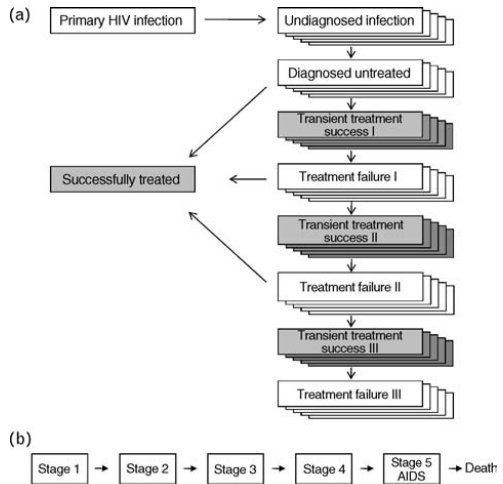 (a)
Primary HIV infection
Undiagnosed infection
Diagnosed untreated
Transient treatment
success I
Successfully treated
Treatment failure I
Transient treatment
success II
Treatment failure II
Transient treatment
success III
Treatment failure III
(b)
Stage 1
Stage 2
Stage 3
Stage 4
Stage 5
AIDS
Death